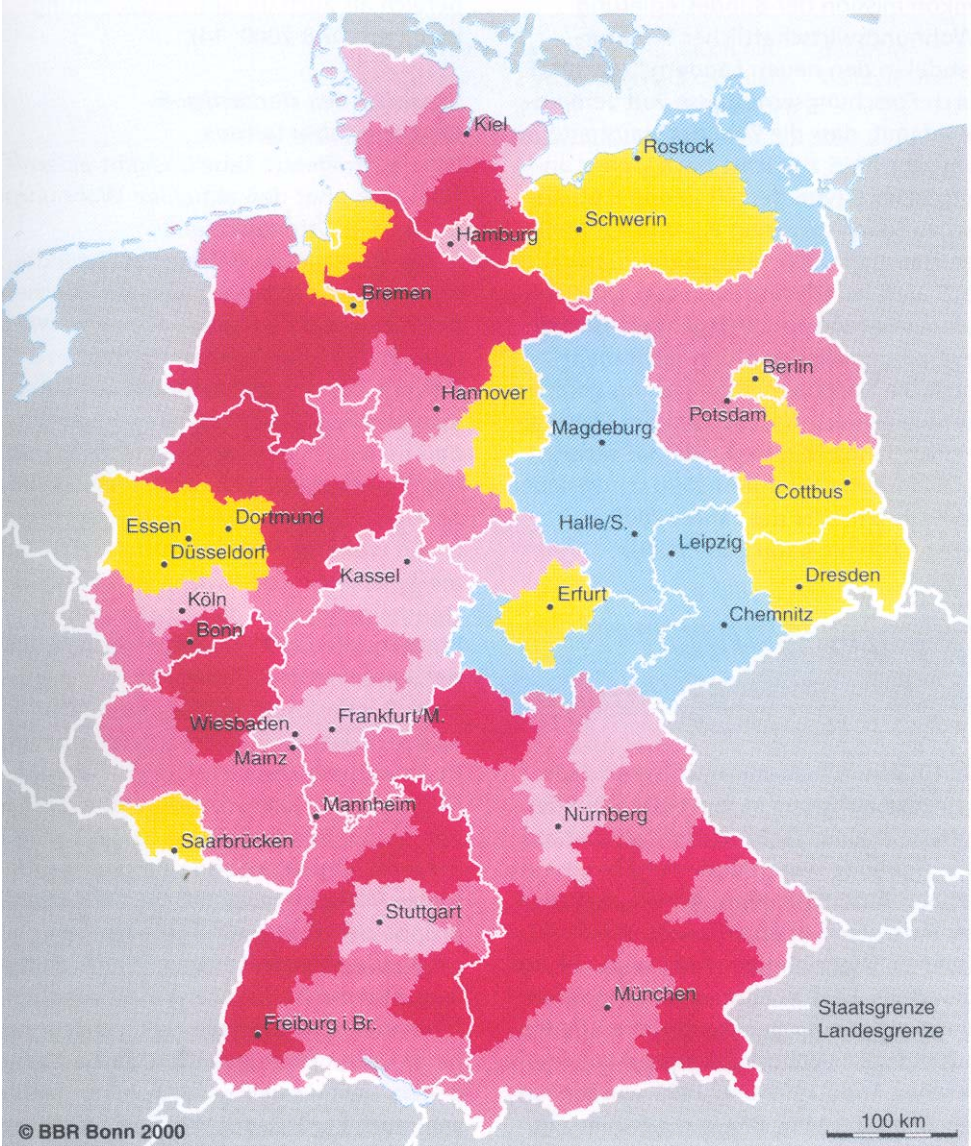 Kiel
Rostock
Schwerin
Hamburg
Bremen
Berlin
Hannover
Potsdam
Magdeburg
Cottbus
Essen
Dortmund
Halle/S.
Düsseldorf
Leipzig
Kassel
Dresden
Köln
Erfurt
Chemnitz
Bonn
Wiesbaden
Frankfurt/M.
Mainz
Mannheim
Nürnberg
Saarbrücken
Stuttgart
München
Staatsgrenze
Freiburg i.Br.
Landesgrenze
100 km
© BBR Bonn 2000